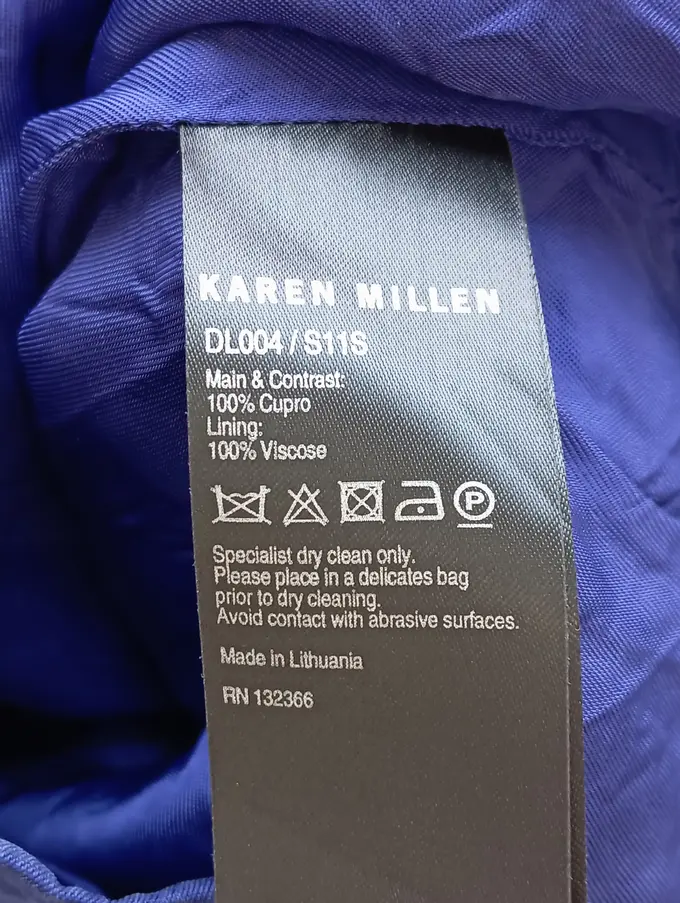 KAREN MILLEN
DL004 / S11S
Main & Contrast:
100% Cupro
Lining:
100% Viscose
P
Specialist dry clean only.
Please place in a delicates bag
prior to dry cleaning.
Avoid contact with abrasive surfaces.
Made in Lithuania
RN 132366